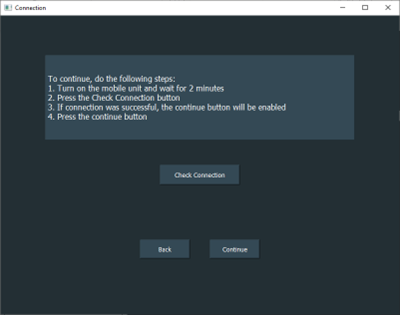 Connection
To continue, do the following steps:
1. Turn on the mobile unit and wait for 2 minutes
2. Press the Check Connection button
3. If connection was successful, the continue button will be enabled
4. Press the continue button
Check Connection
Back
Continue